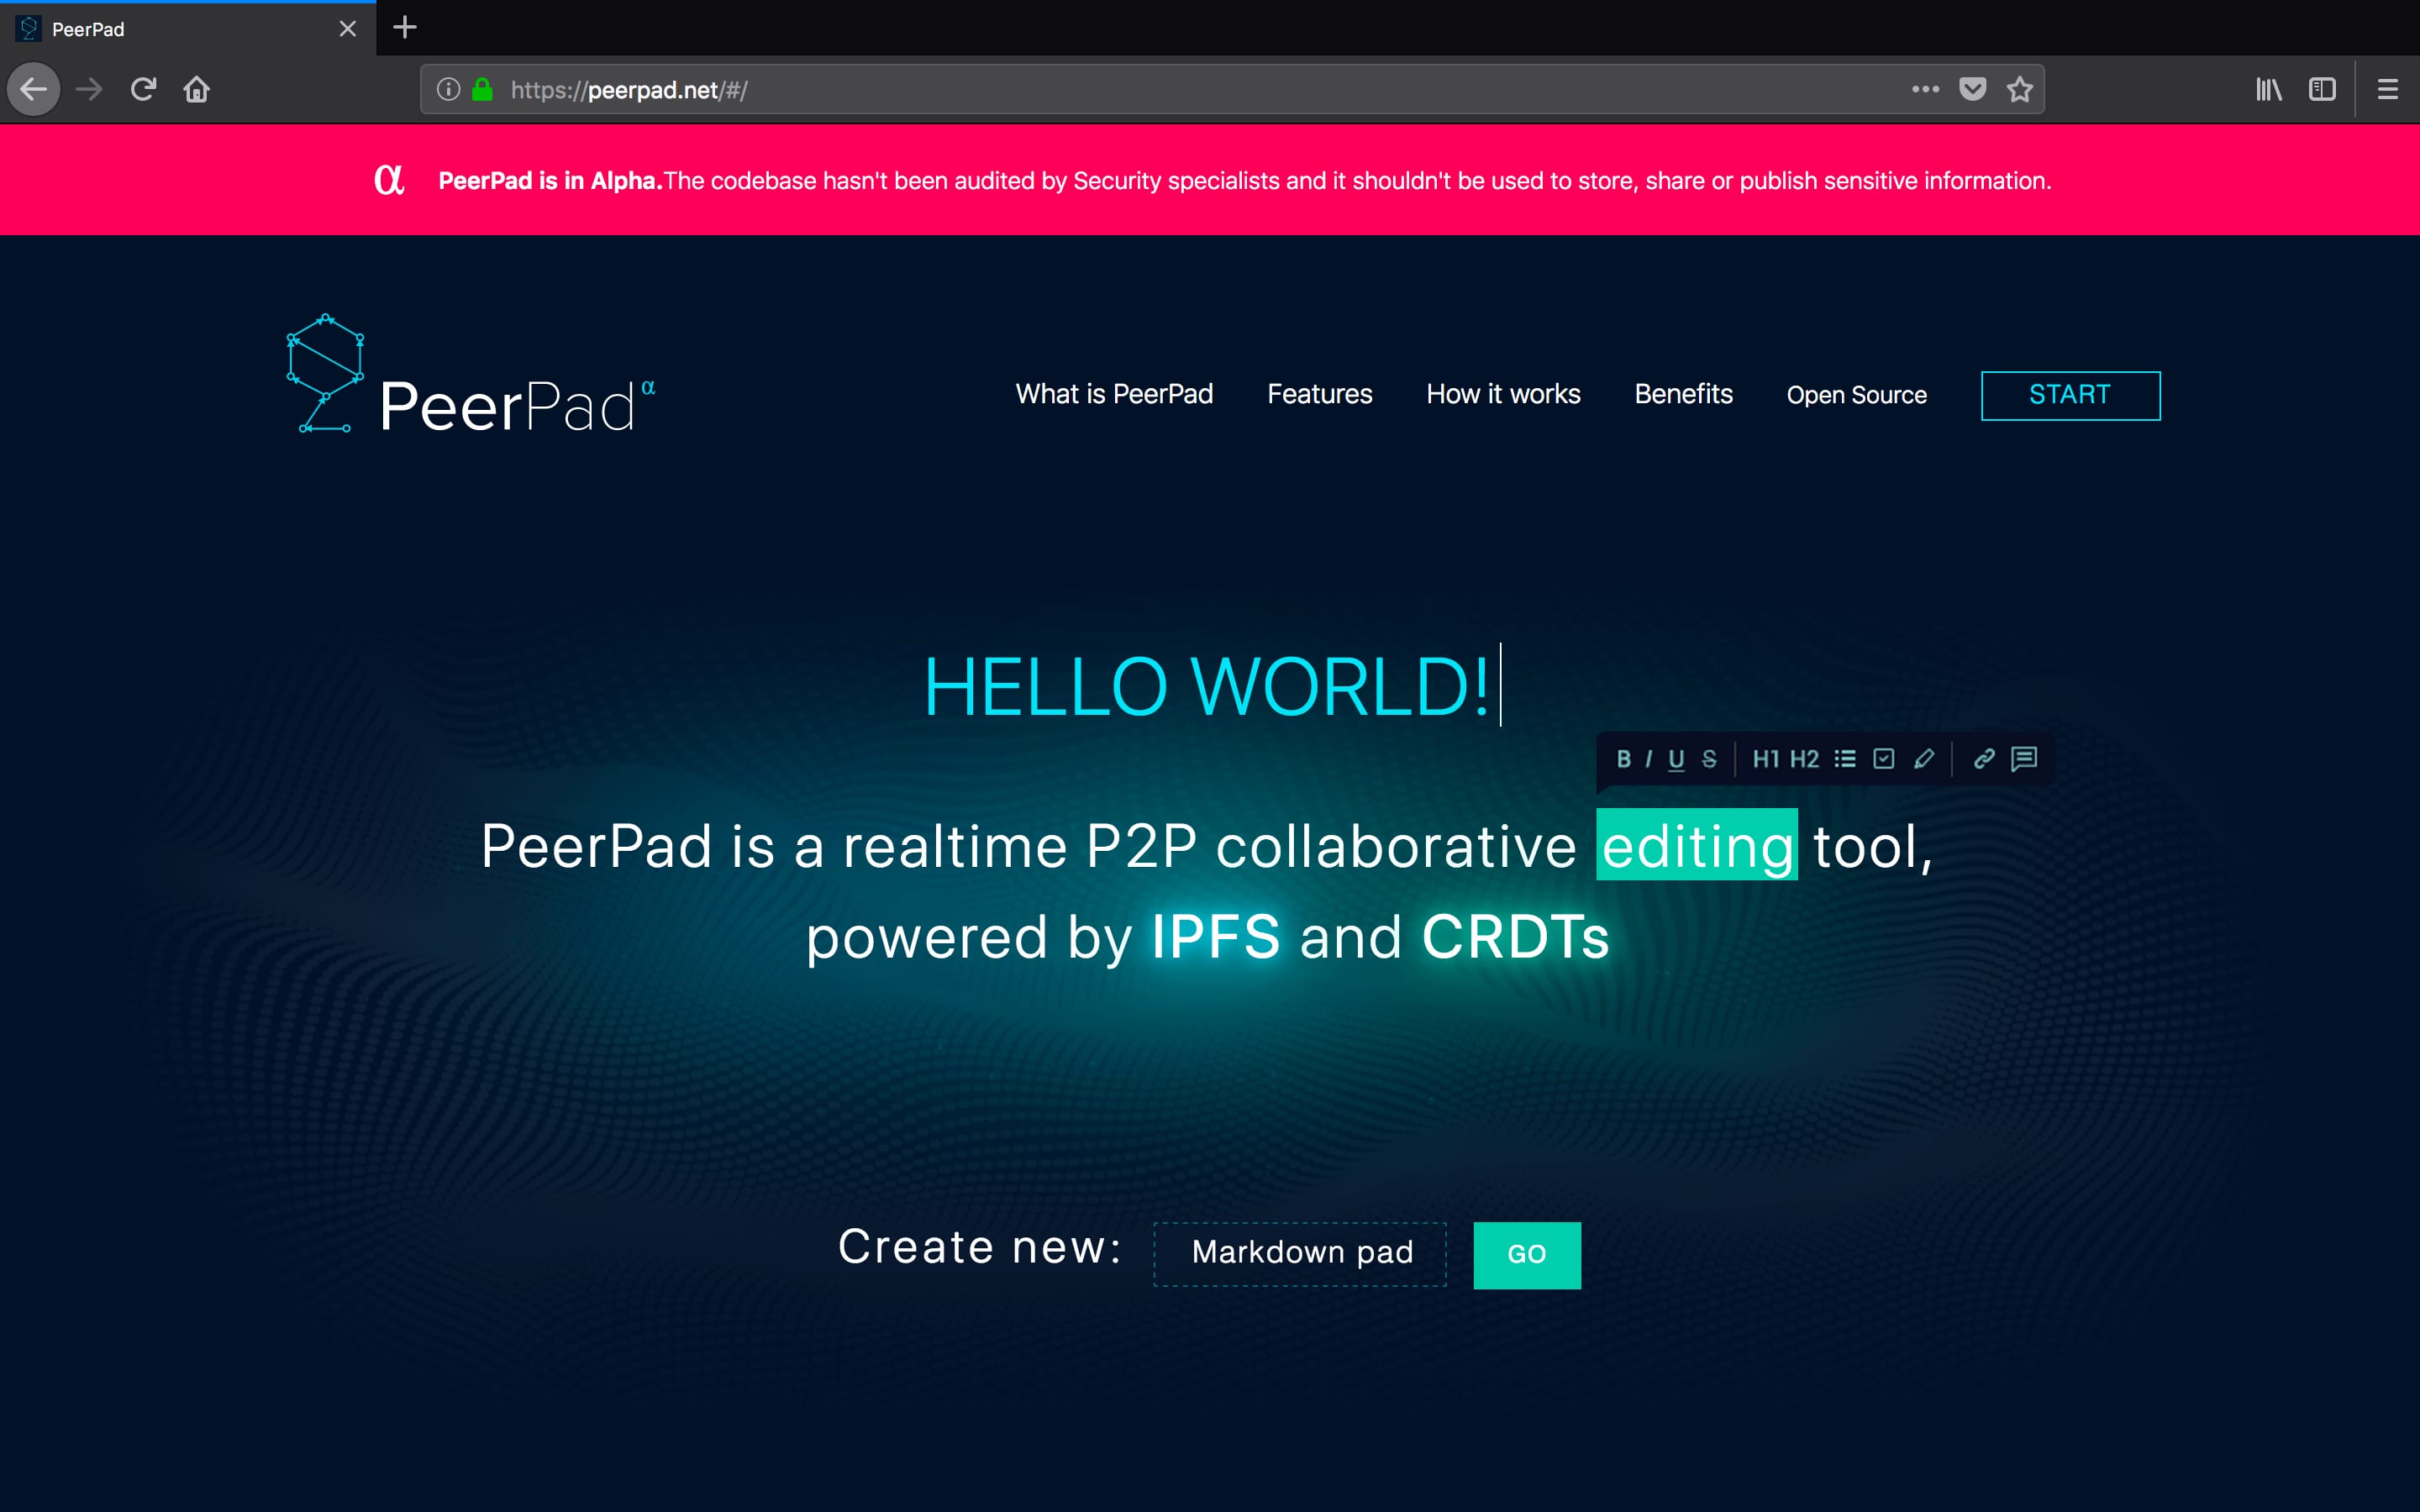 PeerPad
https://peerpad.net/#/
α PeerPad is in Alpha.The codebase hasn't been audited by Security specialists and it shouldn't be used to store, share or publish sensitive information.
PeerPad α
What is PeerPad Features How it works Benefits Open Source START
HELLO WORLD!
B I U S H1 H2
PeerPad is a realtime P2P collaborative editing tool,
powered by IPFS and CRDTs
Create new: Markdown pad GO